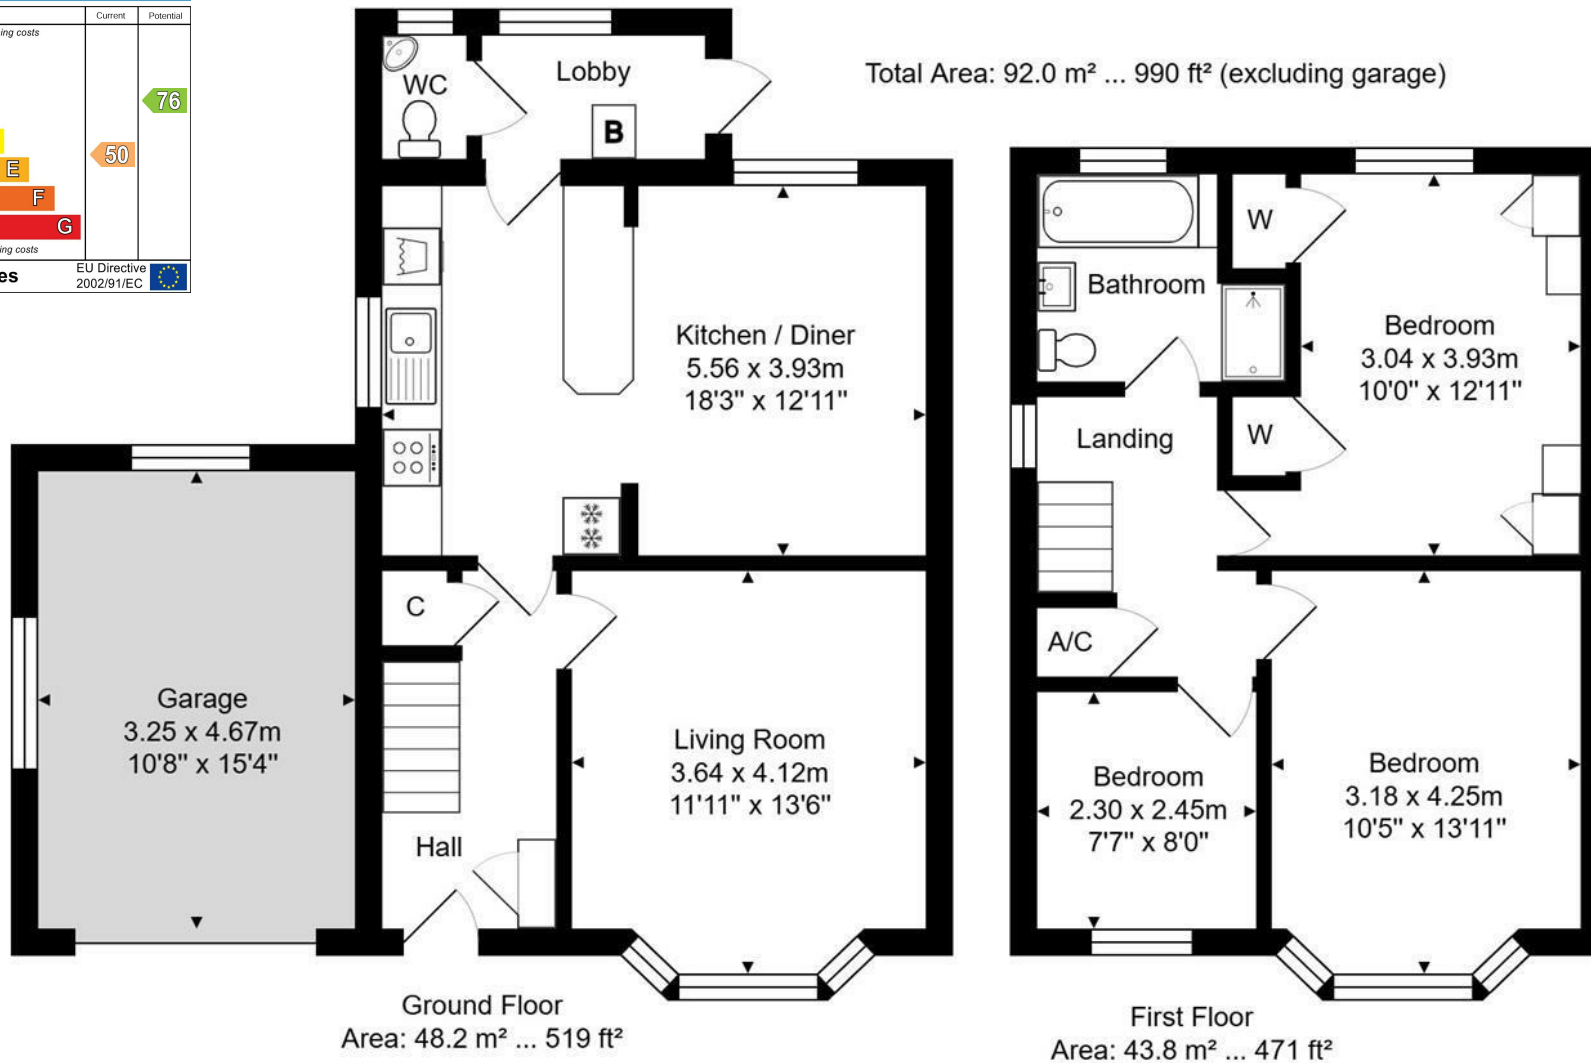 Current
Potential
ing costs
76
50
E
F
G
ing costs
es
EU Directive
2002/91/EC
WC
Lobby
B
Total Area: 92.0 m² ... 990 ft² (excluding garage)
Kitchen / Diner
5.56 x 3.93m
18'3" x 12'11"
Garage
3.25 x 4.67m
10'8" x 15'4"
C
Hall
Living Room
3.64 x 4.12m
11'11" x 13'6"
Ground Floor
Area: 48.2 m² ... 519 ft²
W
Bathroom
Bedroom
3.04 x 3.93m
10'0" x 12'11"
W
Landing
A/C
Bedroom
2.30 x 2.45m
7'7" x 8'0"
Bedroom
3.18 x 4.25m
10'5" x 13'11"
First Floor
Area: 43.8 m² ... 471 ft²